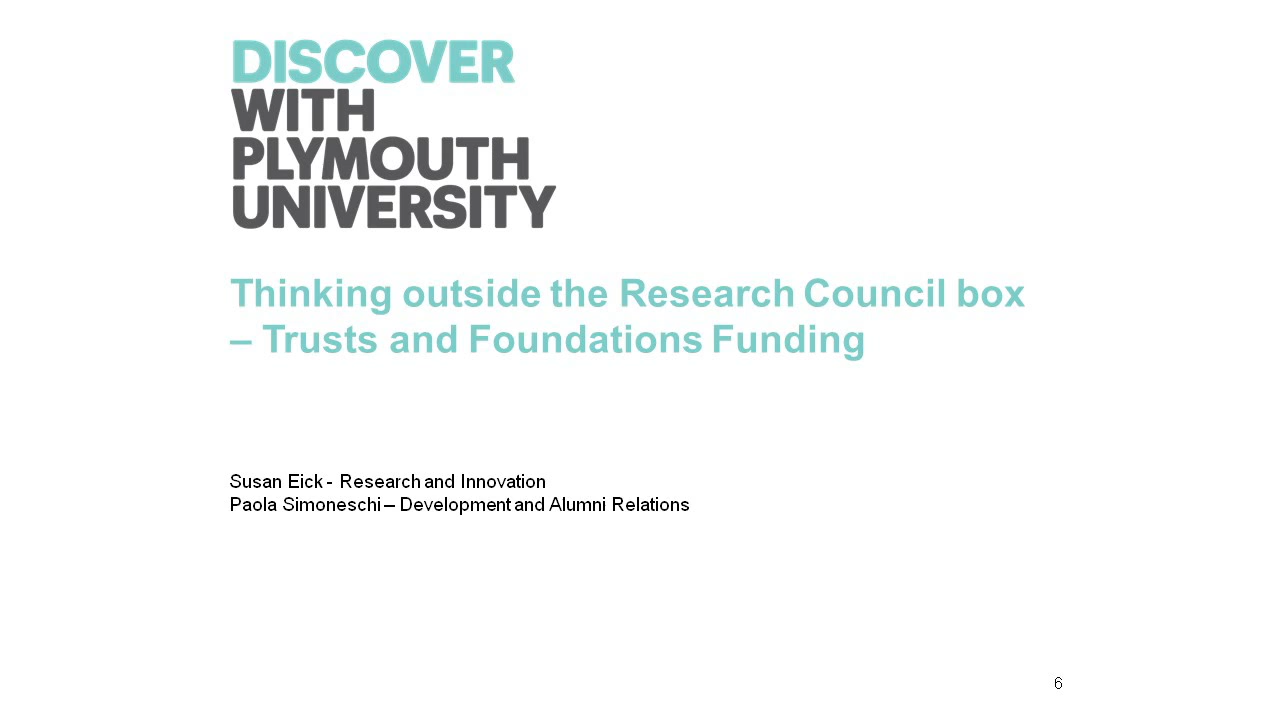 DISCOVER
WITH
PLYMOUTH
UNIVERSITY
Thinking outside the Research Council box
– Trusts and Foundations Funding
Susan Eick - Research and Innovation
Paola Simoneschi – Development and Alumni Relations
6